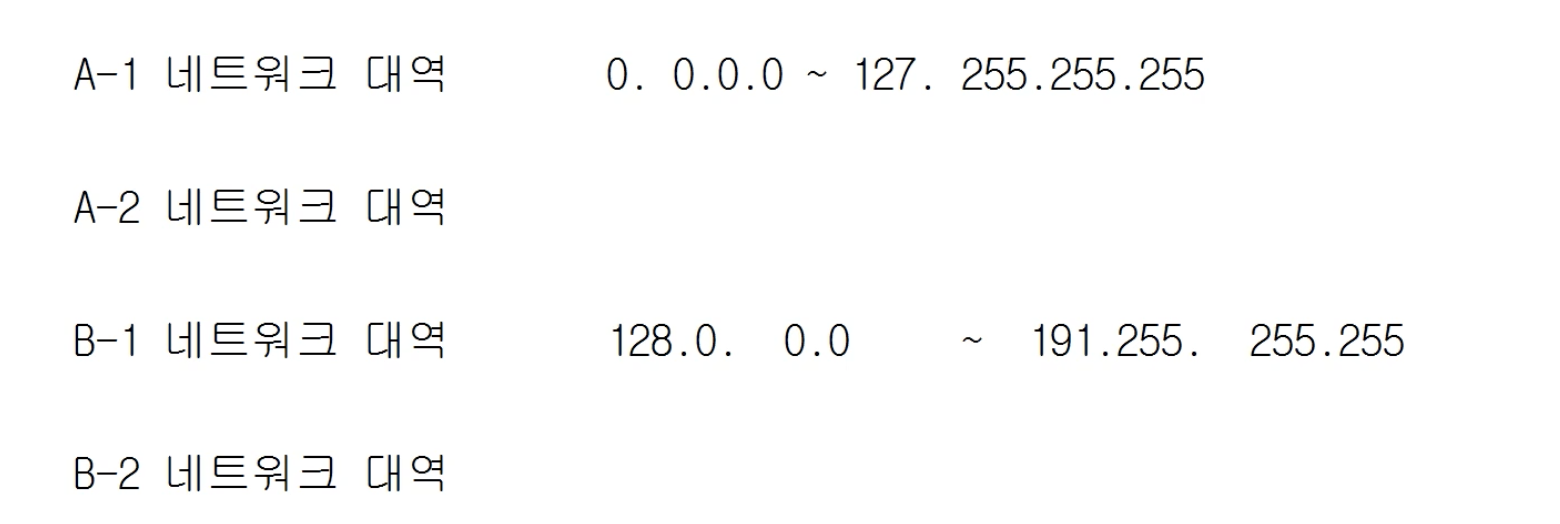 A-1 네트워크 대역 0. 0.0.0 ~ 127. 255.255.255
A-2 네트워크 대역
B-1 네트워크 대역 128.0. 0.0 ~ 191.255. 255.255
B-2 네트워크 대역